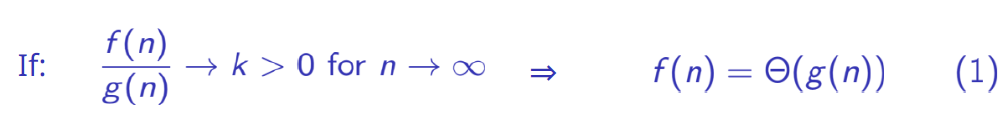 If: f(n)/g(n) → k > 0 for n → ∞ ⇒ f(n) = Θ(g(n)) (1)